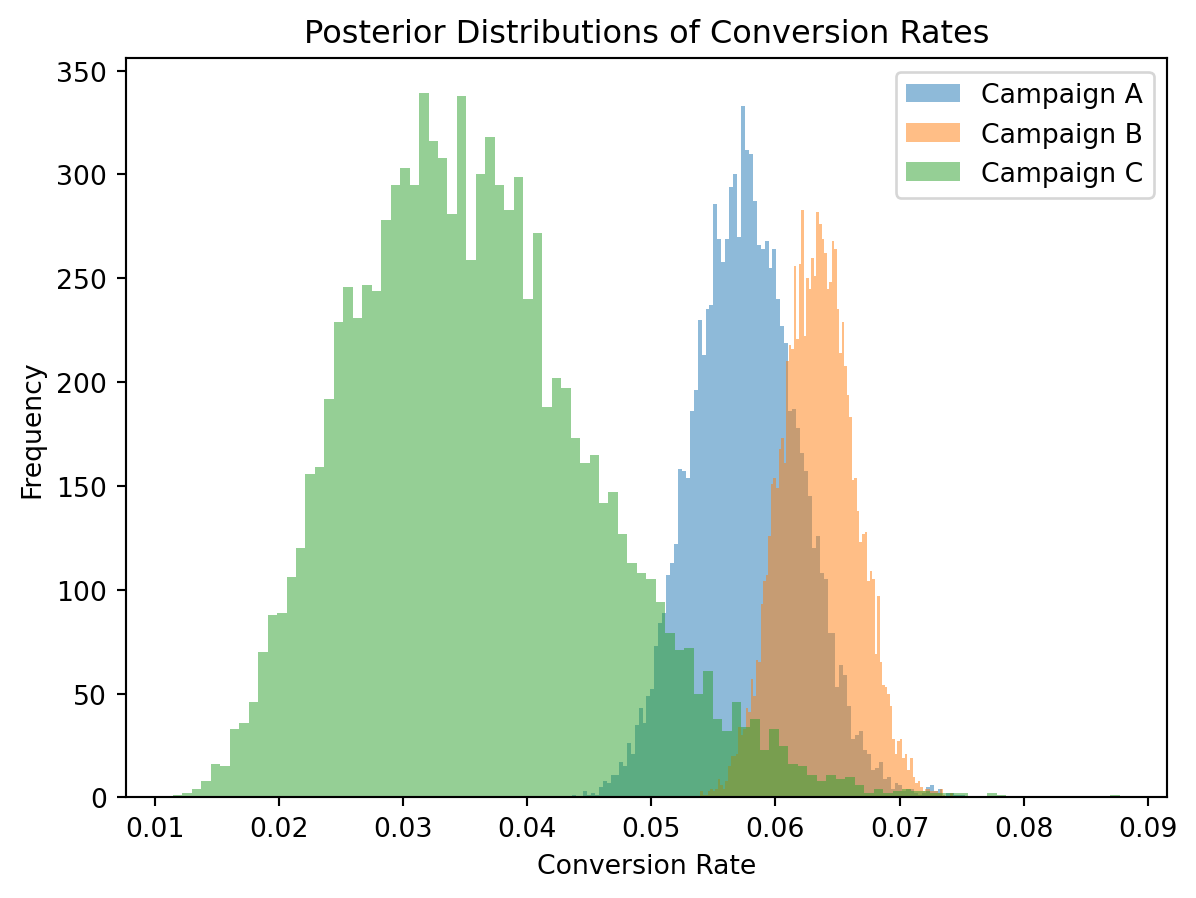 Posterior Distributions of Conversion Rates
350
300
250
200
150
100
50
0
Frequency
Campaign A
Campaign B
Campaign C
0.01 0.02 0.03 0.04 0.05 0.06 0.07 0.08 0.09
Conversion Rate